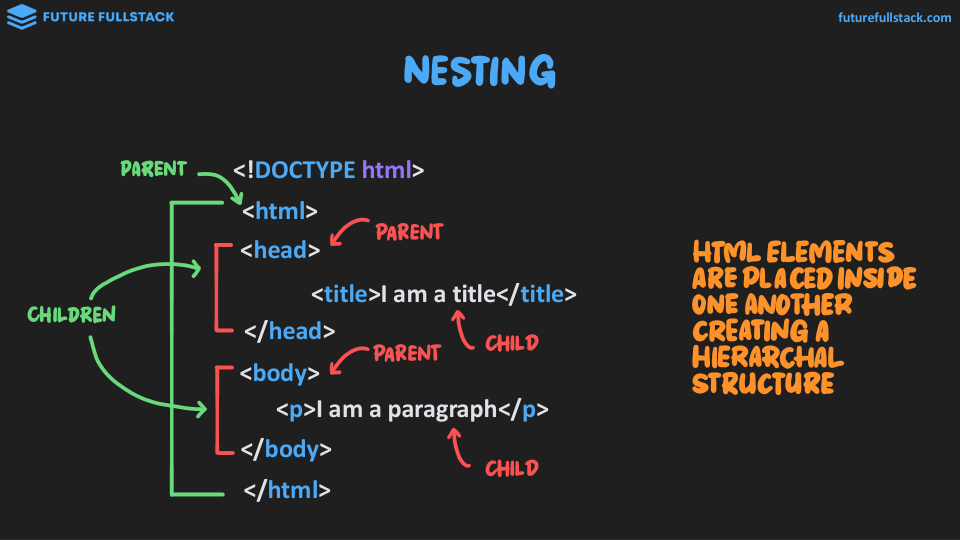 FUTURE FULLSTACK
futurefullstack.com
NESTING
PARENT
<!DOCTYPE html>
<html>
PARENT
<head>
<title>I am a title</title>
CHILDREN
</head>
CHILD
PARENT
<body>
<p>I am a paragraph</p>
</body>
CHILD
</html>
HTML ELEMENTS
ARE PLACED INSIDE
ONE ANOTHER
CREATING A
HIERARCHAL
STRUCTURE